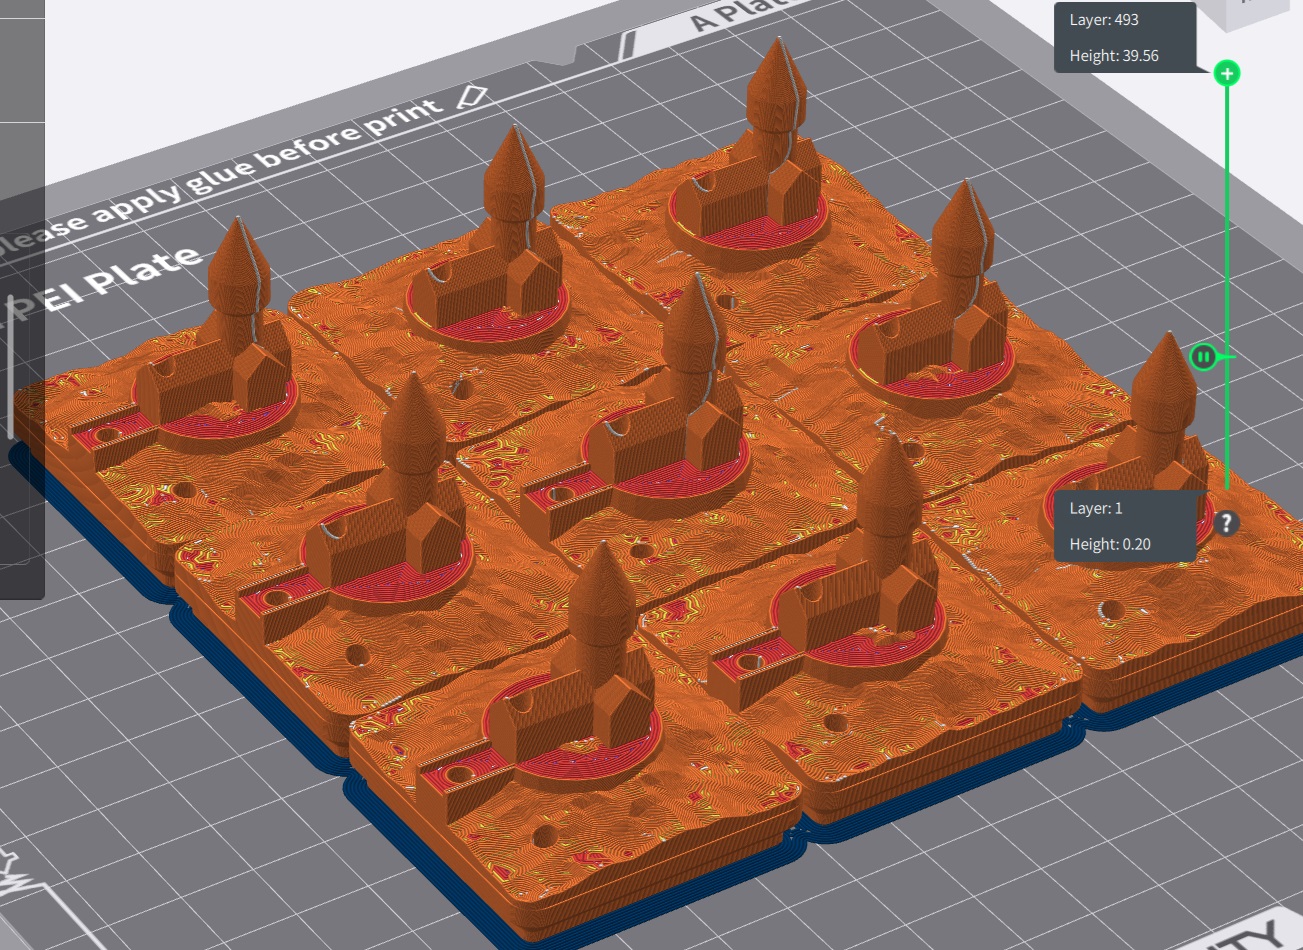 Layer: 493
Height: 39.56
A Plat
lease apply glue before print
PEI Plate
Layer: 1
Height: 0.20
?